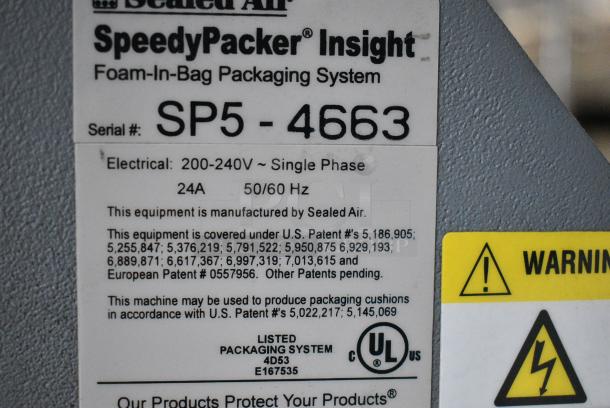 Sealed Air
SpeedyPacker® Insight
Foam-In-Bag Packaging System
Serial #: SP5 - 4663
Electrical: 200-240V ~ Single Phase
24A 50/60 Hz
This equipment is manufactured by Sealed Air.
This equipment is covered under U.S. Patent #'s 5,186,905;
5,255,847; 5,376,219; 5,791,522; 5,950,875 6,929,193;
6,889,871; 6,617,367; 6,997,319; 7,013,615 and
European Patent # 0557956. Other Patents pending.
This machine may be used to produce packaging cushions
in accordance with U.S. Patent #'s 5,022,217; 5,145,069
LISTED
PACKAGING SYSTEM
4D53
E167535
C UL® US
Our Products Protect Your Products®
WARNIN